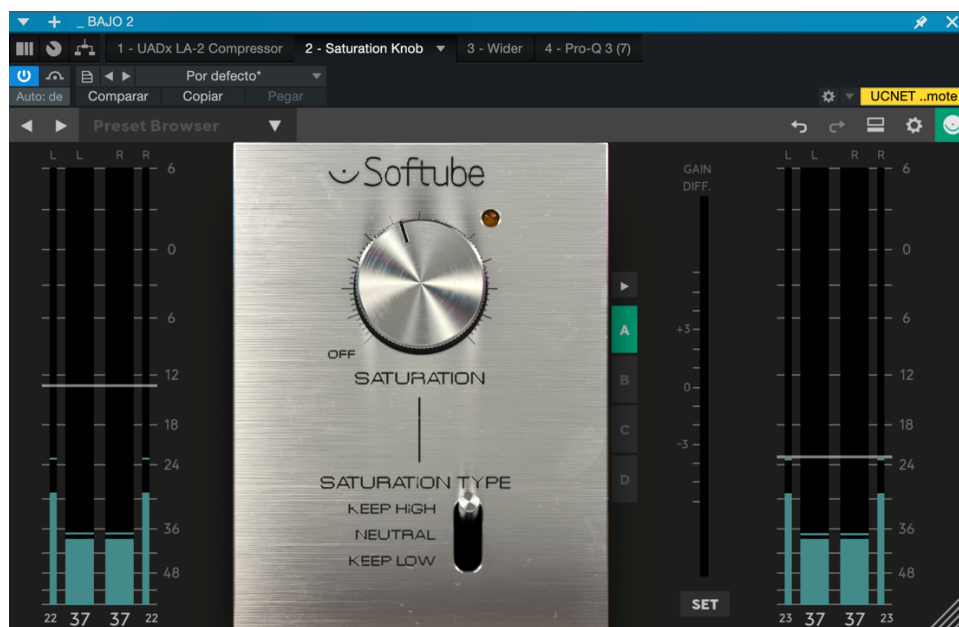 _ BAJO 2
1 - UADx LA-2 Compressor 2 - Saturation Knob 3 - Wider 4 - Pro-Q 3 (7)
Por defecto*
Auto: de Comparar Copiar Pegar UCNET ..mote
Preset Browser
L L R R
6
0
6
12
18
24
36
48
22 37 37 22
Softube
OFF
SATURATION
SATURATION TYPE
KEEP HIGH
NEUTRAL
KEEP LOW
A
B
C
D
GAIN
DIFF.
+3
0
-3
SET
L L R R
6
0
6
12
18
24
36
48
23 37 37 23